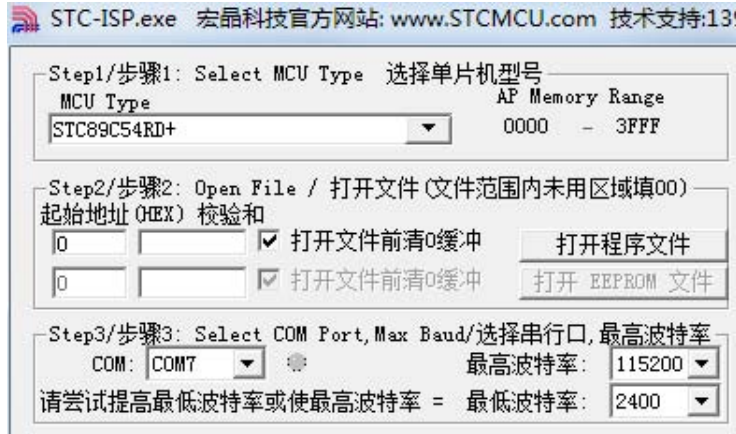 STC-ISP.exe 宏晶科技官方网站: www.STCMCU.com 技术支持:139
Step1/步骤1: Select MCU Type 选择单片机型号
MCU Type AP Memory Range
STC89C54RD+ 0000 - 3FFF
Step2/步骤2: Open File / 打开文件(文件范围内未用区域填00)
起始地址(HEX) 校验和
0 打开文件前清0缓冲 打开程序文件
0 打开文件前清0缓冲 打开 EEPROM 文件
Step3/步骤3: Select COM Port,Max Baud/选择串行口,最高波特率
COM: COM7 最高波特率: 115200
请尝试提高最低波特率或使最高波特率 = 最低波特率: 2400